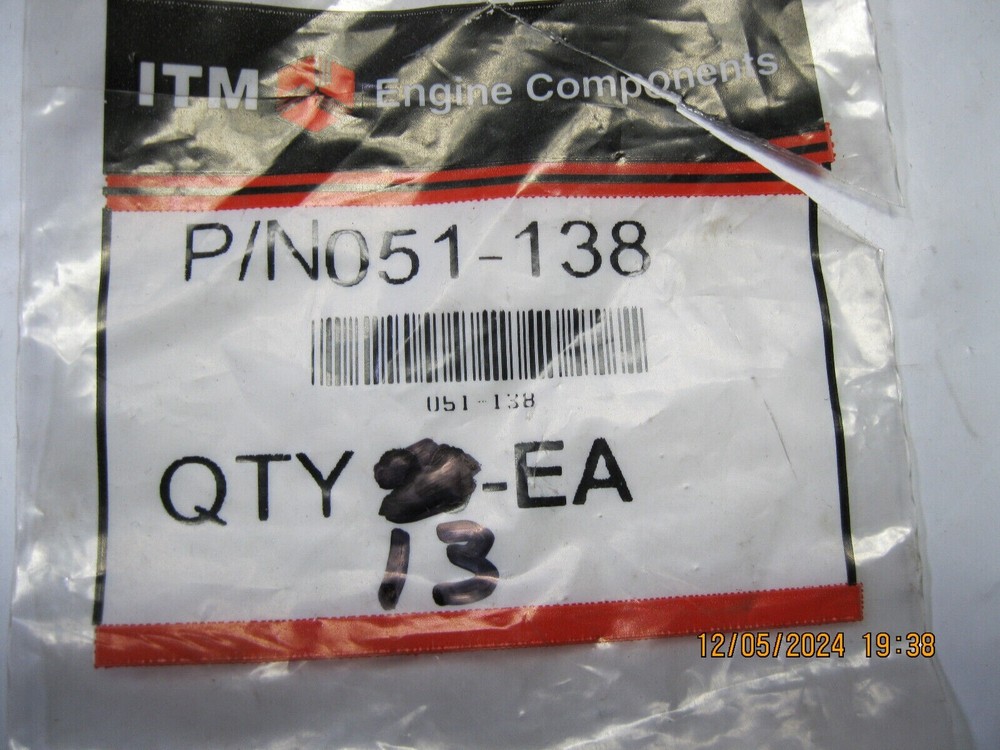 ITM Engine Components
P/N051-138
051-138
QTY -EA
13
12/05/2024 19:38